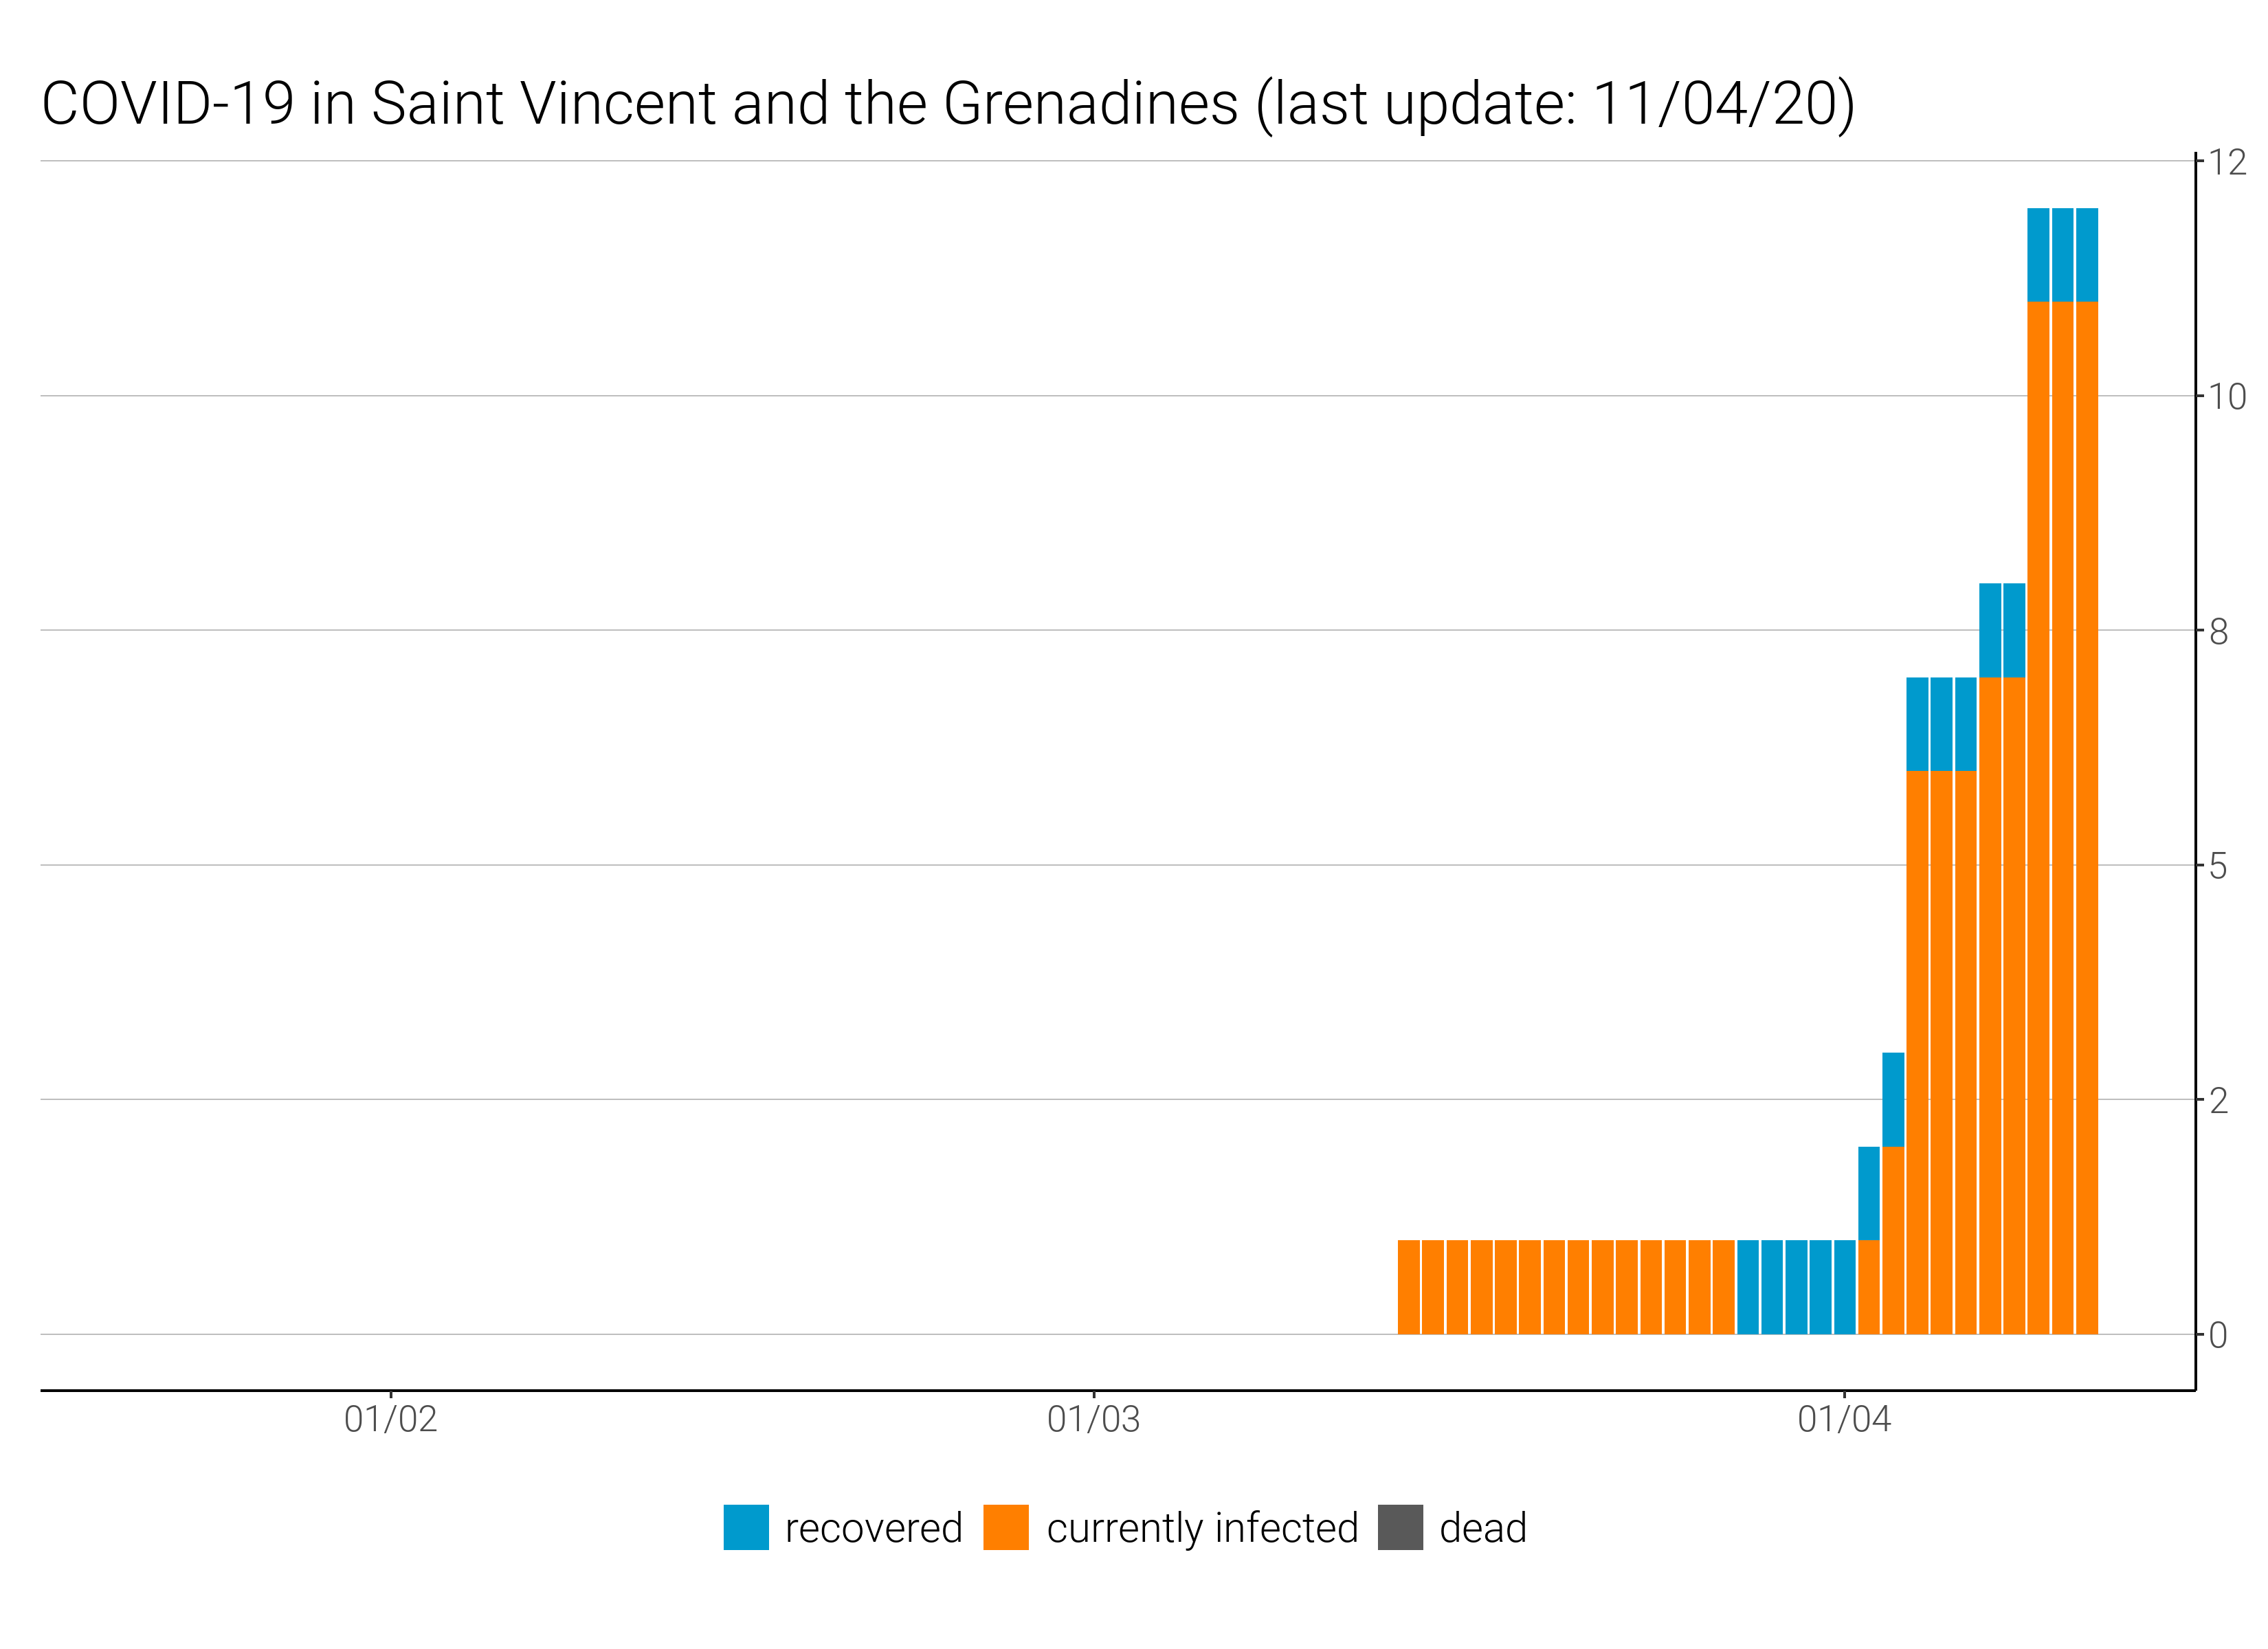 COVID-19 in Saint Vincent and the Grenadines (last update: 11/04/20)
12
10
8
5
2
0
01/02 01/03 01/04
recovered currently infected dead